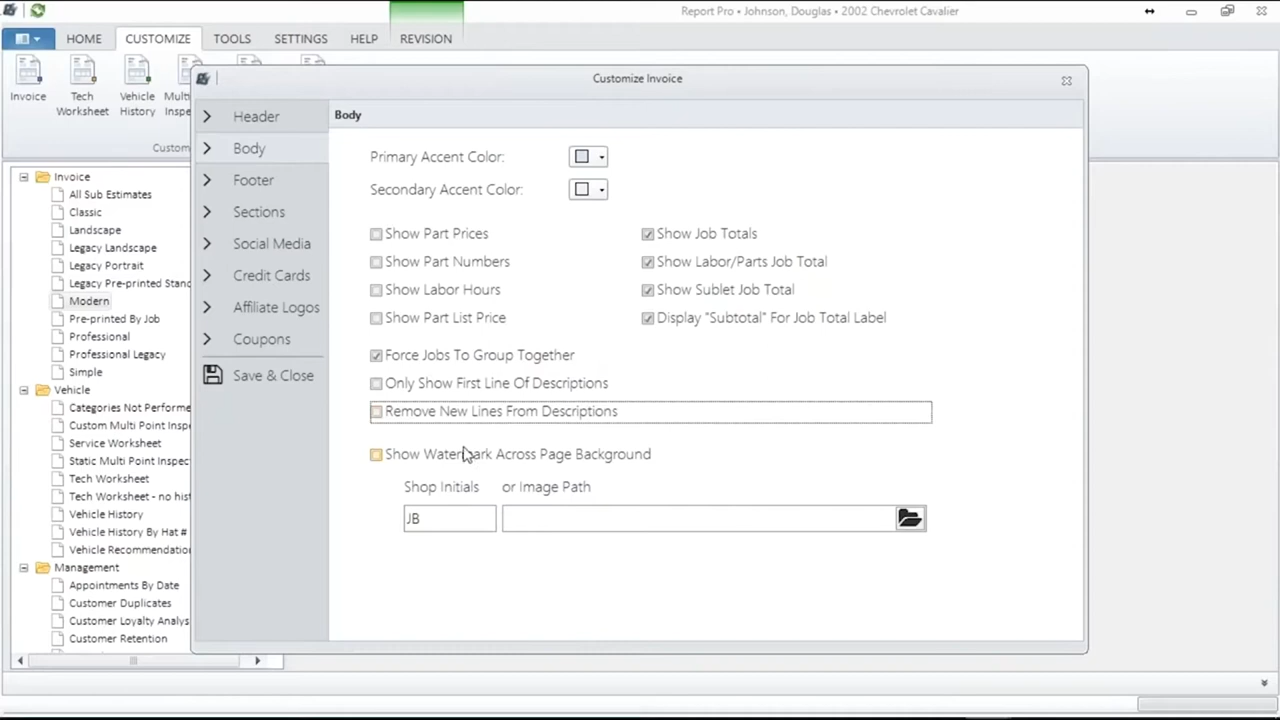 Report Pro • Johnson, Douglas • 2002 Chevrolet Cavalier
HOME CUSTOMIZE TOOLS SETTINGS HELP REVISION
Invoice
Tech Worksheet
Vehicle History
Customize Invoice
Header
Body
Footer
Sections
Social Media
Credit Cards
Affiliate Logos
Coupons
Save & Close
Body
Primary Accent Color:
Secondary Accent Color:
Show Part Prices
Show Part Numbers
Show Labor Hours
Show Part List Price
Show Job Totals
Show Labor/Parts Job Total
Show Sublet Job Total
Display "Subtotal" For Job Total Label
Force Jobs To Group Together
Only Show First Line Of Descriptions
Remove New Lines From Descriptions
Show Watermark Across Page Background
Shop Initials or Image Path
JB
Invoice
All Sub Estimates
Classic
Landscape
Legacy Landscape
Legacy Portrait
Legacy Pre-printed Stand
Modern
Pre-printed By Job
Professional
Professional Legacy
Simple
Vehicle
Categories Not Performe
Custom Multi Point Insp
Service Worksheet
Static Multi Point Inspect
Tech Worksheet
Tech Worksheet - no hist
Vehicle History
Vehicle History By Hat #
Vehicle Recommendation
Management
Appointments By Date
Customer Duplicates
Customer Loyalty Analys
Customer Retention